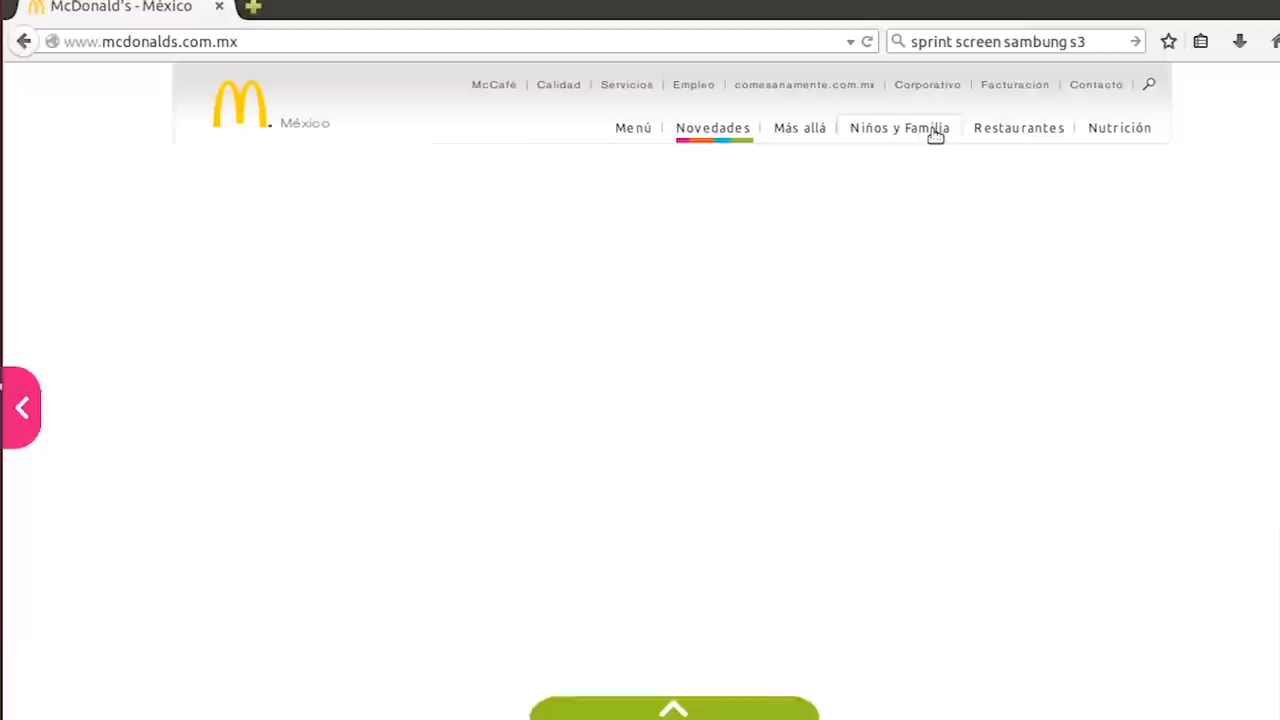 McDonald's - México
www.mcdonalds.com.mx
sprint screen sambung s3
McCafé | Calidad | Servicios | Empleo | comesanamente.com.mx | Corporativo | Facturación | Contacto |
México
Menú | Novedades | Más allá | Niños y Familia | Restaurantes | Nutrición